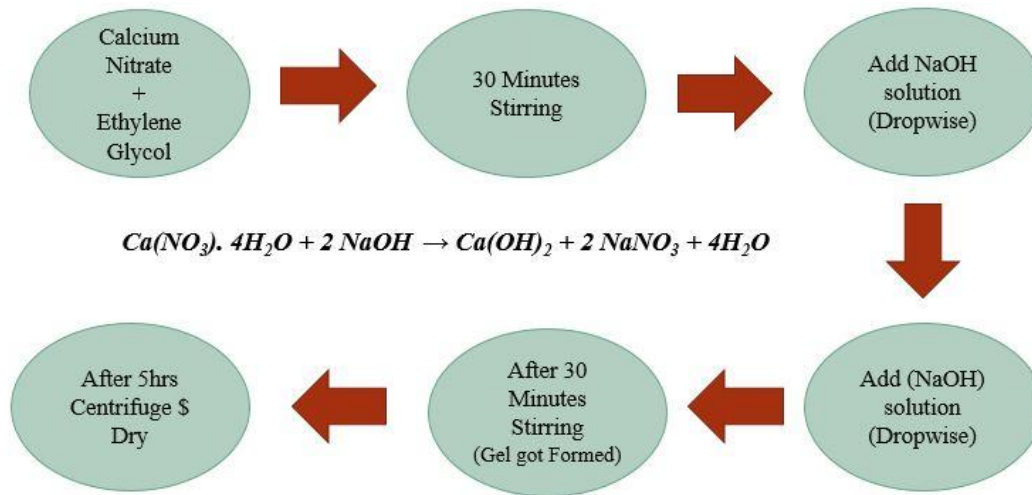 Calcium
Nitrate
+
Ethylene
Glycol
30 Minutes
Stirring
Add NaOH
solution
(Dropwise)
Ca(NO₃). 4H₂O + 2 NaOH → Ca(OH)₂ + 2 NaNO₃ + 4H₂O
Add (NaOH)
solution
(Dropwise)
After 30
Minutes
Stirring
(Gel got Formed)
After 5hrs
Centrifuge $
Dry